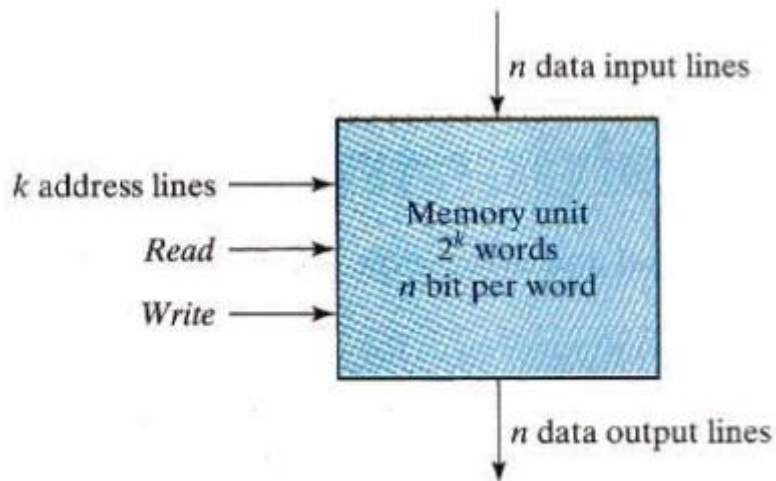 n data input lines
k address lines
Read
Write
Memory unit
2^k words
n bit per word
n data output lines